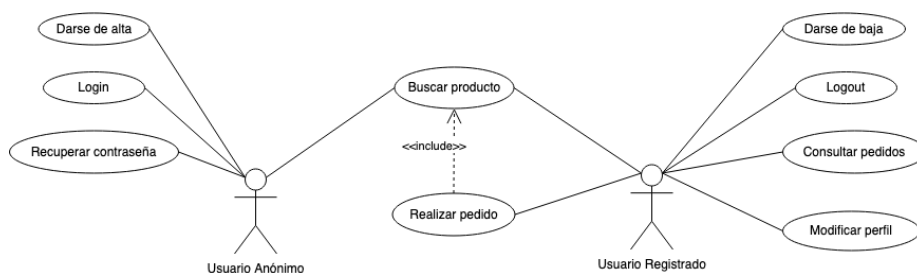 Darse de alta
Darse de baja
Login
Buscar producto
Logout
Recuperar contraseña
<<include>>
Consultar pedidos
Realizar pedido
Modificar perfil
Usuario Anónimo
Usuario Registrado